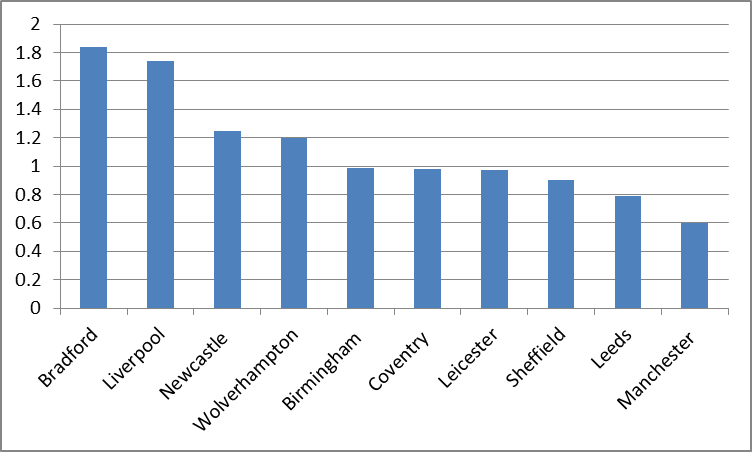 2
1.8
1.6
1.4
1.2
1
0.8
0.6
0.4
0.2
0
Bradford
Liverpool
Newcastle
Wolverhampton
Birmingham
Coventry
Leicester
Sheffield
Leeds
Manchester